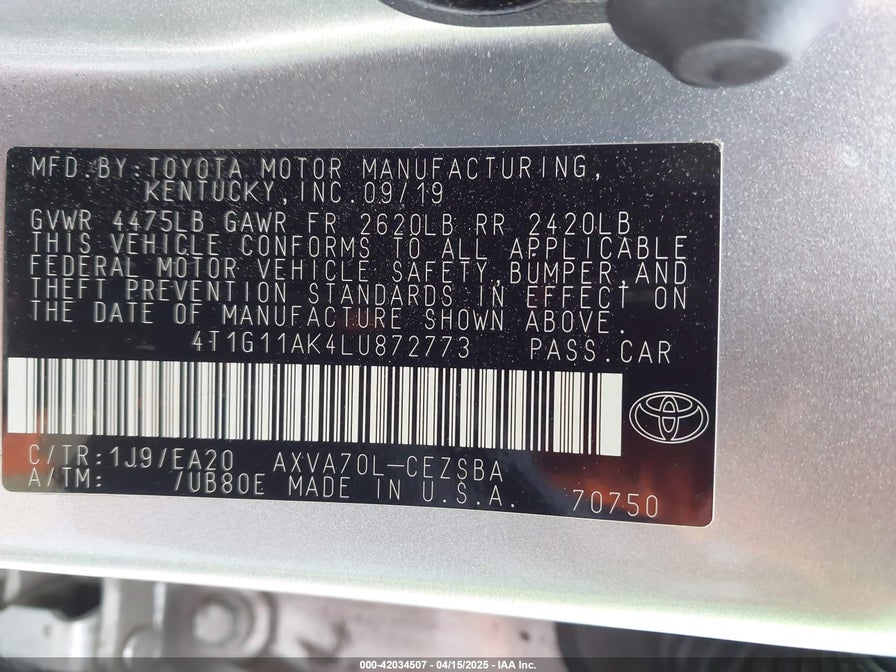 MFD.BY:TOYOTA MOTOR MANUFACTURING,
KENTUCKY,INC.09/19
GVWR 4475LB GAWR FR 2620LB RR 2420LB
THIS VEHICLE CONFORMS TO ALL APPLICABLE
FEDERAL MOTOR VEHICLE SAFETY,BUMPER,AND
THEFT PREVENTION STANDARDS IN EFFECT ON
THE DATE OF MANUFACTURE SHOWN ABOVE.
4T1G11AK4LU872773 PASS.CAR
C/TR:1J9/EA20 AXVA70L-CEZSBA
A/TM: /UB80E MADE IN U.S.A. 70750
000-42034507 - 04/15/2025 - IAA Inc.